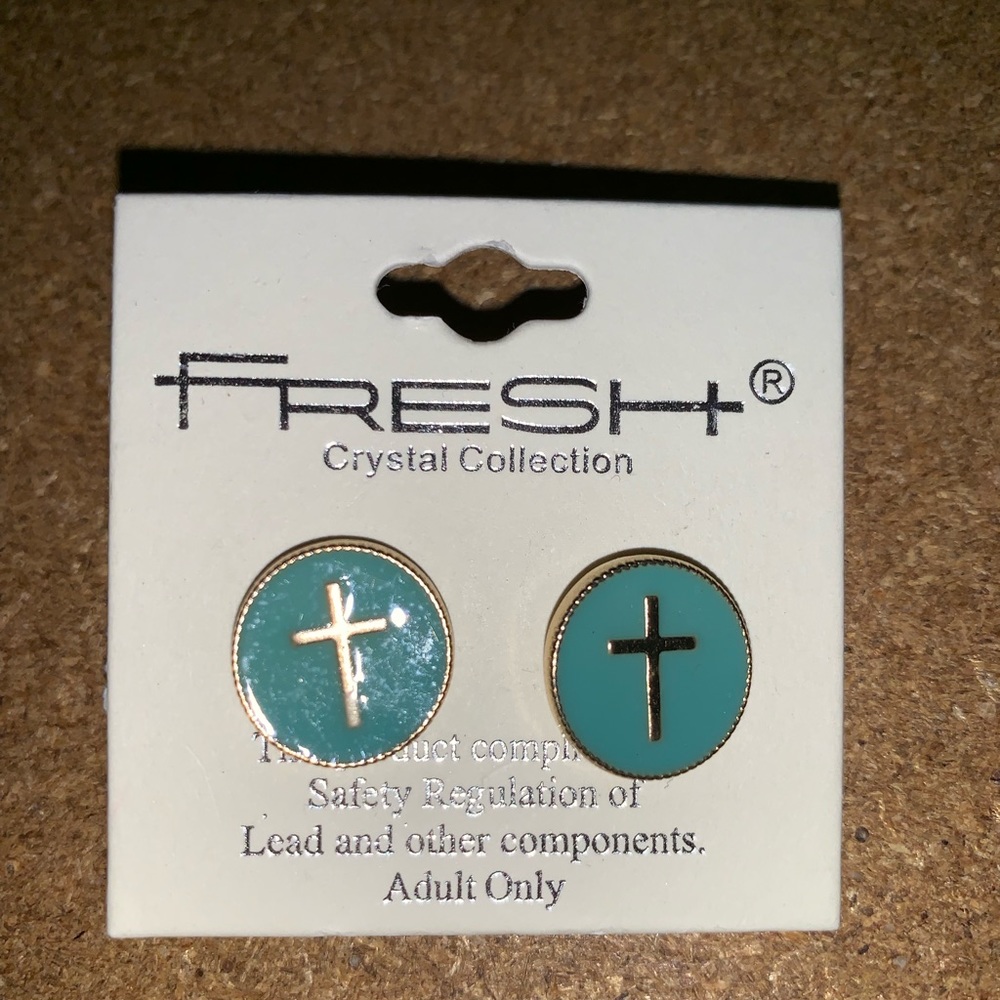 FRESH®
Crystal Collection
Safety Regulation of
Lead and other components.
Adult Only